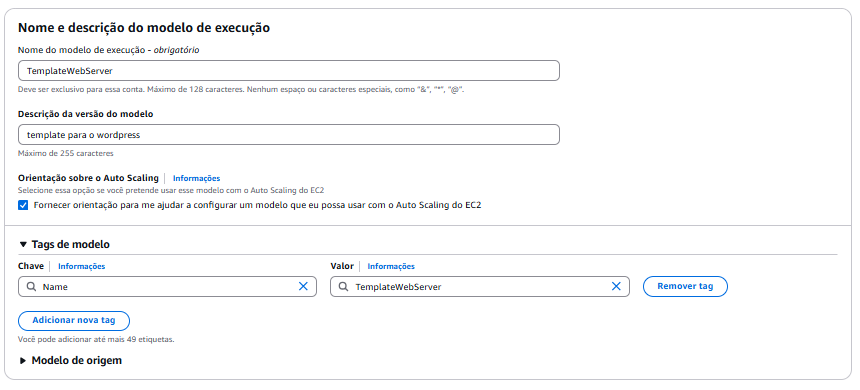 Nome e descrição do modelo de execução
Nome do modelo de execução - obrigatório
TemplateWebServer
Deve ser exclusivo para essa conta. Máximo de 128 caracteres. Nenhum espaço ou caracteres especiais, como "&", "*", "@".
Descrição da versão do modelo
template para o wordpress
Máximo de 255 caracteres
Orientação sobre o Auto Scaling Informações
Selecione essa opção se você pretende usar esse modelo com o Auto Scaling do EC2
Fornecer orientação para me ajudar a configurar um modelo que eu possa usar com o Auto Scaling do EC2
Tags de modelo
Chave Informações Valor Informações
Name TemplateWebServer Remover tag
Adicionar nova tag
Você pode adicionar até mais 49 etiquetas.
Modelo de origem